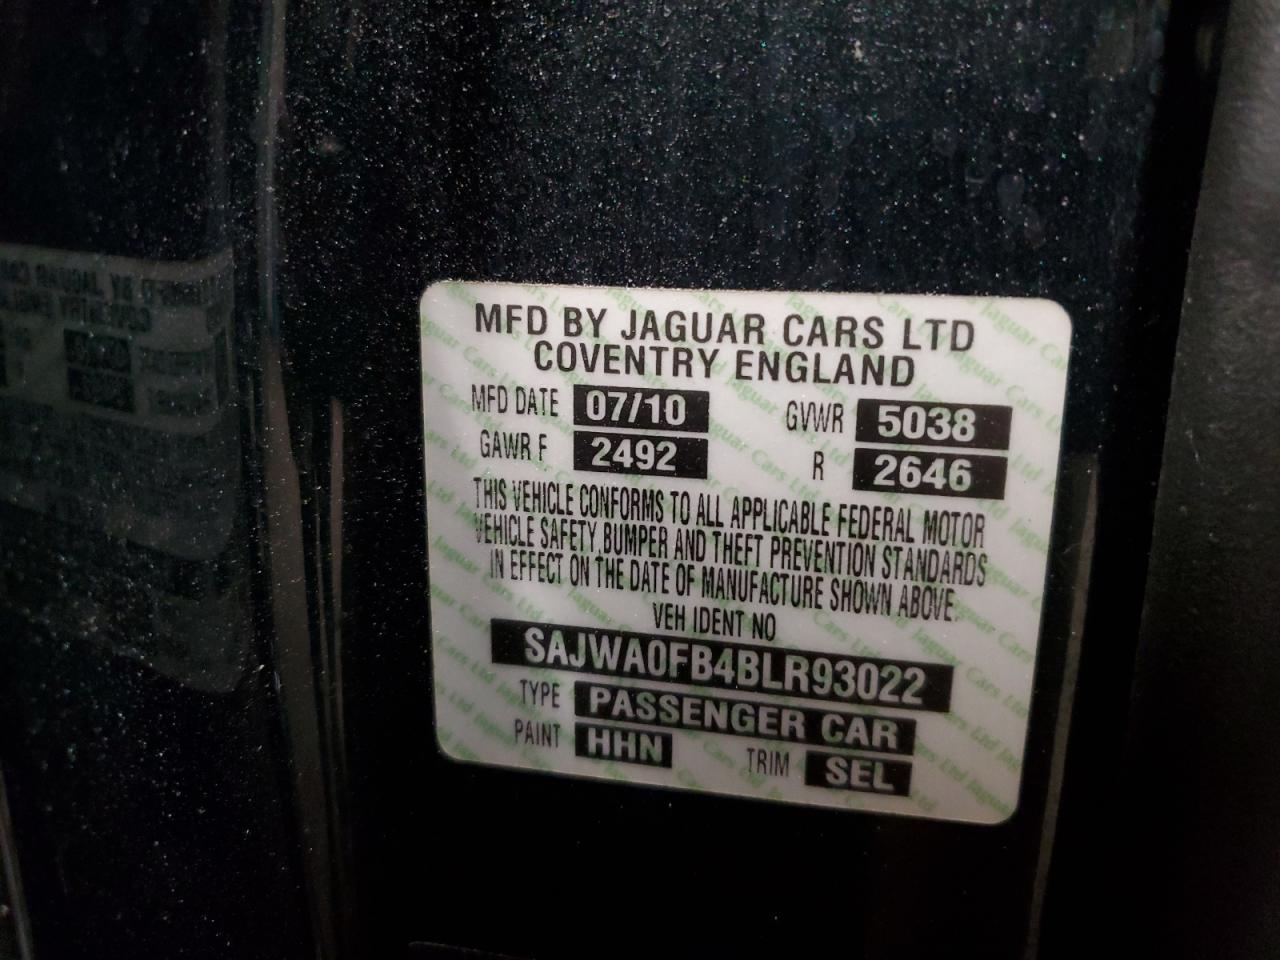 MFD BY JAGUAR CARS LTD
COVENTRY ENGLAND
MFD DATE 07/10 GVWR 5038
GAWR F 2492 R 2646
THIS VEHICLE CONFORMS TO ALL APPLICABLE FEDERAL MOTOR
VEHICLE SAFETY, BUMPER AND THEFT PREVENTION STANDARDS
IN EFFECT ON THE DATE OF MANUFACTURE SHOWN ABOVE.
VEH IDENT NO
SAJWA0FB4BLR93022
TYPE PASSENGER CAR
PAINT HHN TRIM SEL